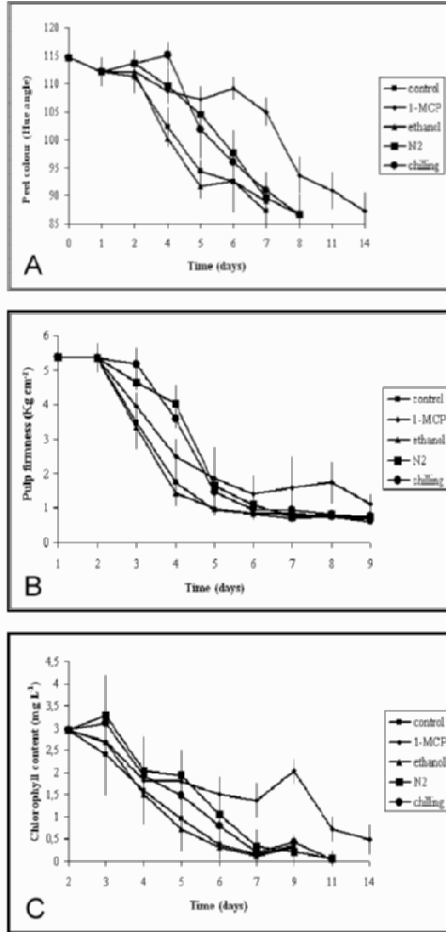 120
115
110
105
100
95
90
85
Peel colour (Hue angle)
0 1 2 4 5 6 7 8 11 14
Time (days)
control
1-MCP
ethanol
N2
chilling
A
6
5
4
3
2
1
0
Pulp firmness (Kg cm-2)
1 2 3 4 5 6 7 8 9
Time (days)
control
1-MCP
ethanol
N2
chilling
B
4,5
4
3,5
3
2,5
2
1,5
1
0,5
0
Chlorophyll content (mg L-1)
2 3 4 5 6 7 9 11 14
Time (days)
control
1-MCP
ethanol
N2
chilling
C